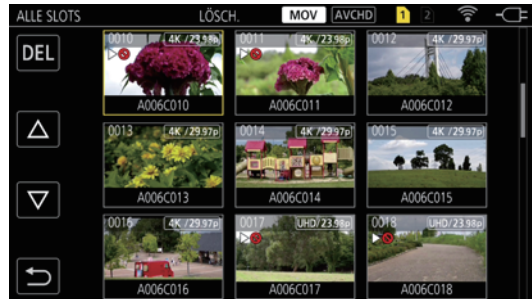 ALLE SLOTS LÖSCH. MOV AVCHD 1 2
DEL
0010 4K /23.98p 0011 4K /23.98p 0012 4K /29.97p
A006C010 A006C011 A006C012
0013 4K /29.97p 0014 4K /29.97p 0015 4K /29.97p
A006C013 A006C014 A006C015
0016 4K /29.97p 0017 UHD/23.98p 0018 UHD/23.98p
A006C016 A006C017 A006C018